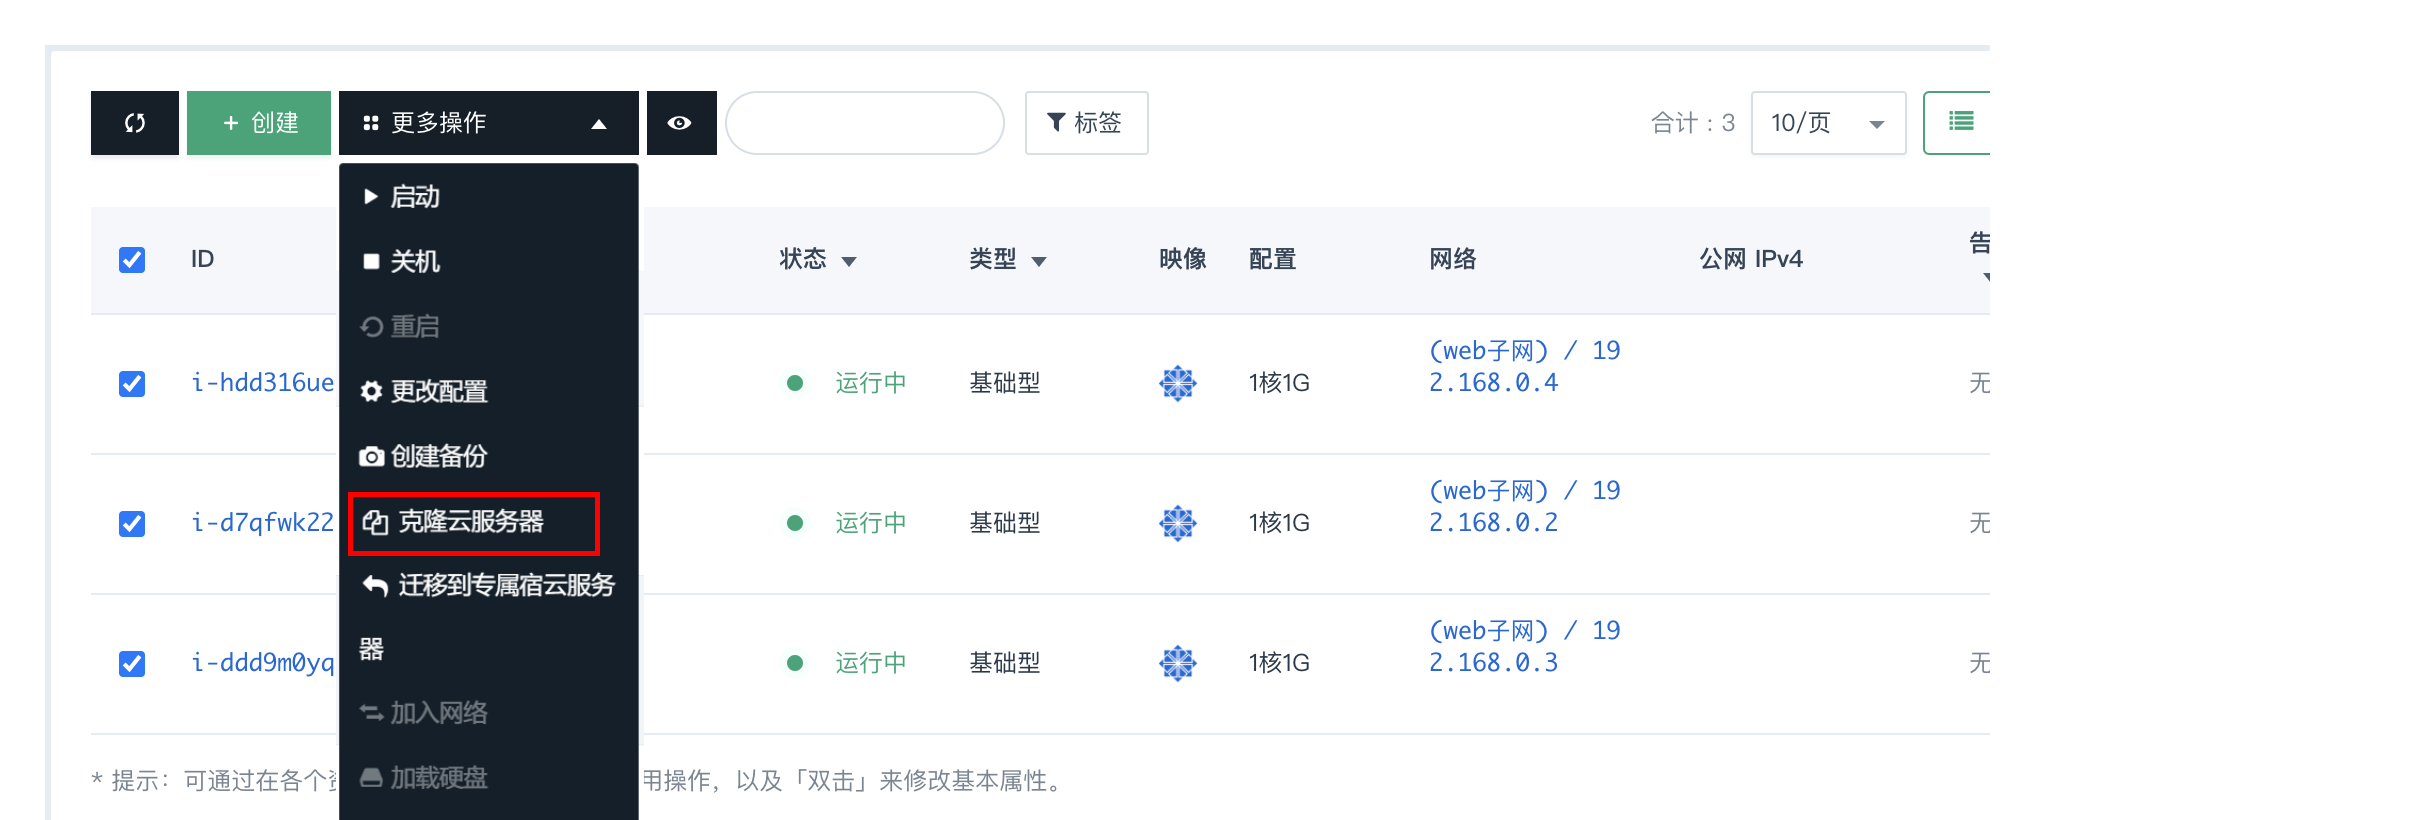 + 创建 更多操作 标签 合计：3 10/页
启动
关机
重启
更改配置
创建备份
克隆云服务器
迁移到专属宿云服务
器
加入网络
加载硬盘
ID 状态 类型 映像 配置 网络 公网 IPv4 告
i-hdd316ue 运行中 基础型 1核1G (web子网) / 19
2.168.0.4 无
i-d7qfwk22 运行中 基础型 1核1G (web子网) / 19
2.168.0.2 无
i-ddd9m0yq 运行中 基础型 1核1G (web子网) / 19
2.168.0.3 无
* 提示：可通过在各个 用操作，以及「双击」来修改基本属性。